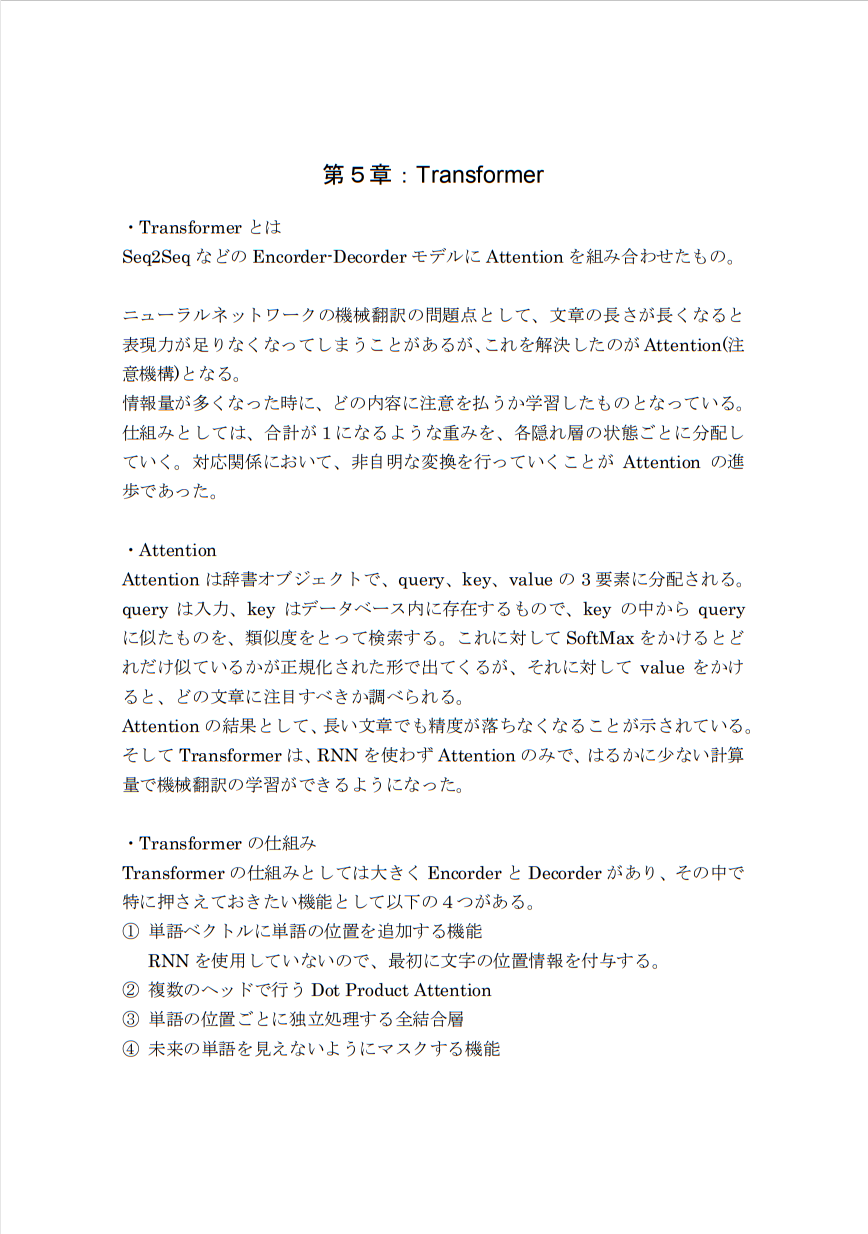 第５章：Transformer
・Transformer とは
Seq2Seq などの Encorder-Decorder モデルに Attention を組み合わせたもの。
ニューラルネットワークの機械翻訳の問題点として、文章の長さが長くなると
表現力が足りなくなってしまうことがあるが、これを解決したのが Attention(注
意機構)となる。
情報量が多くなった時に、どの内容に注意を払うか学習したものとなっている。
仕組みとしては、合計が１になるような重みを、各隠れ層の状態ごとに分配し
ていく。対応関係において、非自明な変換を行っていくことが Attention の進
歩であった。
・Attention
Attention は辞書オブジェクトで、query、key、value の３要素に分配される。
query は入力、key はデータベース内に存在するもので、key の中から query
に似たものを、類似度をとって検索する。これに対して SoftMax をかけるとど
れだけ似ているかが正規化された形で出てくるが、それに対して value をかけ
ると、どの文章に注目すべきか調べられる。
Attention の結果として、長い文章でも精度が落ちなくなることが示されている。
そして Transformer は、RNN を使わず Attention のみで、はるかに少ない計算
量で機械翻訳の学習ができるようになった。
・Transformer の仕組み
Transformer の仕組みとしては大きく Encorder と Decorder があり、その中で
特に押さえておきたい機能として以下の４つがある。
① 単語ベクトルに単語の位置を追加する機能
RNN を使用していないので、最初に文字の位置情報を付与する。
② 複数のヘッドで行う Dot Product Attention
③ 単語の位置ごとに独立処理する全結合層
④ 未来の単語を見えないようにマスクする機能